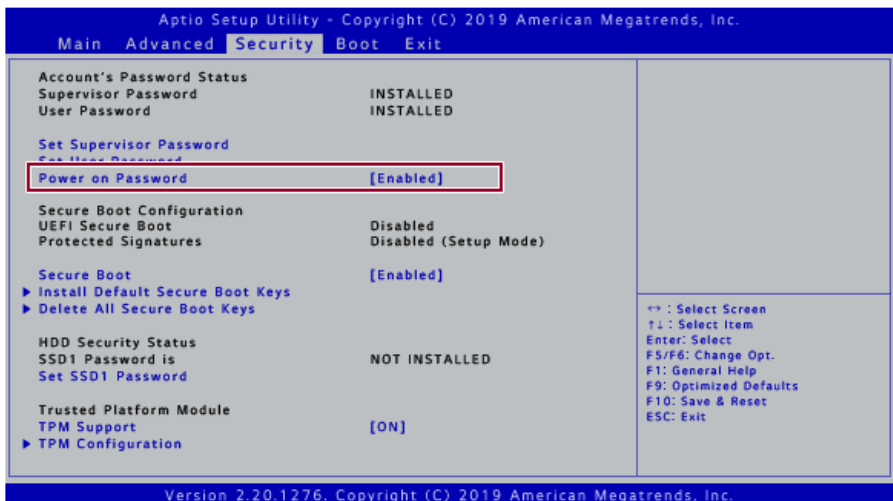 Aptio Setup Utility - Copyright (C) 2019 American Megatrends, Inc.
Main Advanced Security Boot Exit
Account's Password Status
Supervisor Password INSTALLED
User Password INSTALLED
Set Supervisor Password
Set User Password
Power on Password [Enabled]
Secure Boot Configuration
UEFI Secure Boot Disabled
Protected Signatures Disabled (Setup Mode)
Secure Boot [Enabled]
▶ Install Default Secure Boot Keys
▶ Delete All Secure Boot Keys
HDD Security Status
SSD1 Password is NOT INSTALLED
Set SSD1 Password
Trusted Platform Module
TPM Support [ON]
▶ TPM Configuration
↔ : Select Screen
↑↓ : Select Item
Enter: Select
F5/F6: Change Opt.
F1: General Help
F9: Optimized Defaults
F10: Save & Reset
ESC: Exit
Version 2.20.1276. Copyright (C) 2019 American Megatrends, Inc.